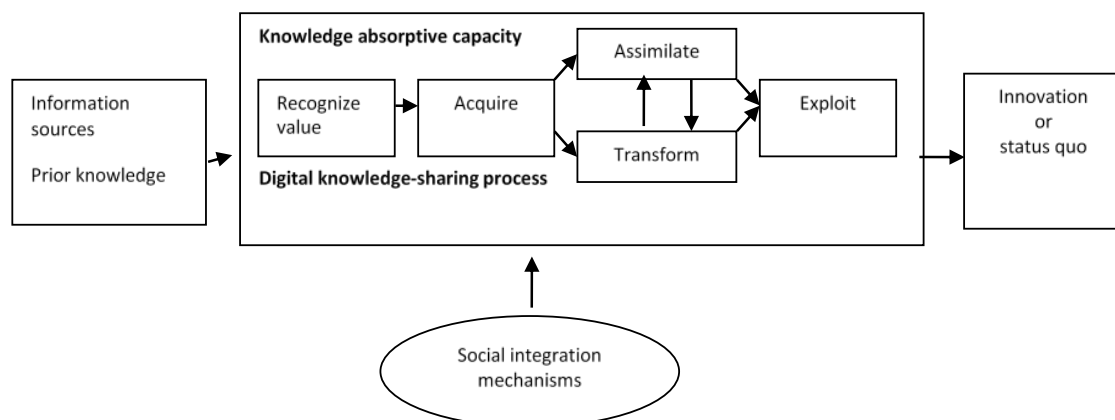 Information
sources
Prior knowledge
Knowledge absorptive capacity
Recognize
value
Acquire
Assimilate
Transform
Exploit
Digital knowledge-sharing process
Innovation
or
status quo
Social integration
mechanisms